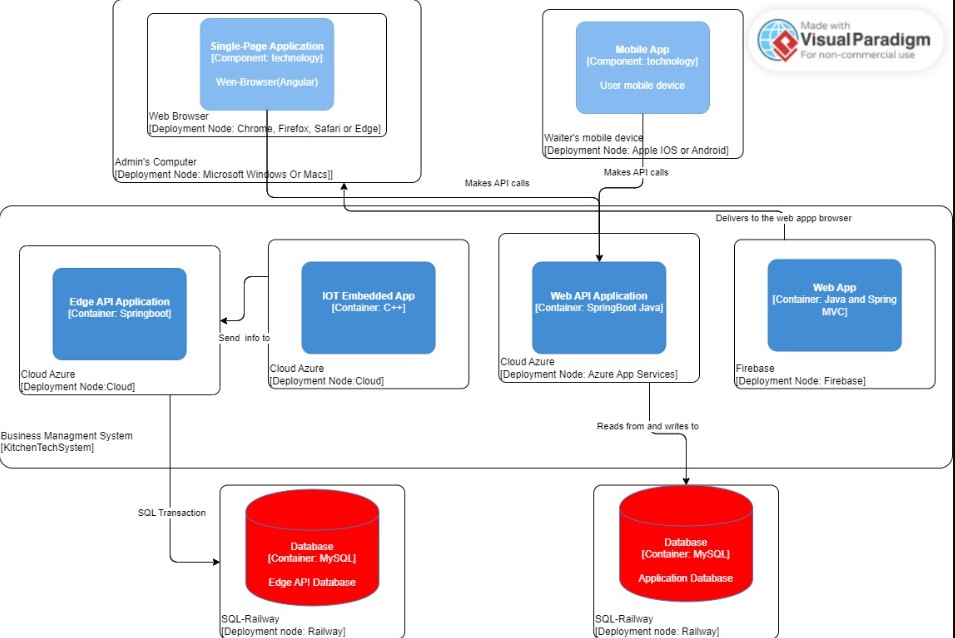 Made with
Visual Paradigm
For non-commercial use
Single-Page Application
[Component: technology]
Wen-Browser(Angular)
Web Browser
[Deployment Node: Chrome, Firefox, Safari or Edge]
Admin's Computer
[Deployment Node: Microsoft Windows Or Macs]]
Mobile App
[Component: technology]
User mobile device
Waiter's mobile device
[Deployment Node: Apple IOS or Android]
Makes API calls
Makes API calls
Delivers to the web appp browser
Edge API Application
[Container: Springboot]
Cloud Azure
[Deployment Node:Cloud]
Send info to
IOT Embedded App
[Container: C++]
Cloud Azure
[Deployment Node:Cloud]
Web API Application
[Container: SpringBoot Java]
Cloud Azure
[Deployment Node: Azure App Services]
Web App
[Container: Java and Spring
MVC]
Firebase
[Deployment Node: Firebase]
Reads from and writes to
Business Managment System
[KitchenTechSystem]
SQL Transaction
Database
[Container: MySQL]
Edge API Database
SQL-Railway
[Deployment node: Railway]
Database
[Container: MySQL]
Application Database
SQL-Railway
[Deployment node: Railway]